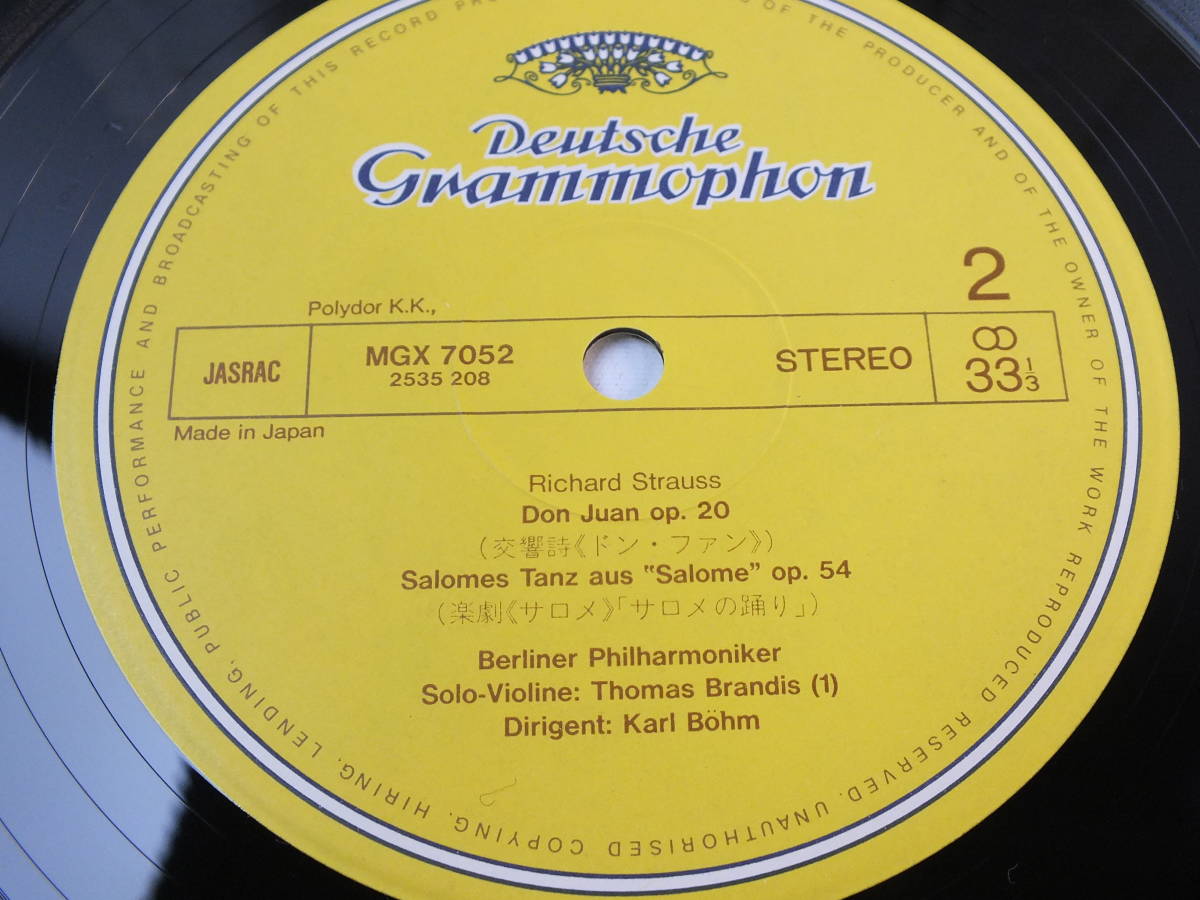 Deutsche
Grammophon
2
Polydor K.K.,
JASRAC
MGX 7052
2535 208
STEREO
33⅓
Made in Japan
Richard Strauss
Don Juan op. 20
(交響詩《ドン・ファン》)
Salomes Tanz aus "Salome" op. 54
(楽劇《サロメ》「サロメの踊り」)
Berliner Philharmoniker
Solo-Violine: Thomas Brandis (1)
Dirigent: Karl Böhm
OF THE PRODUCER AND OF THE OWNER OF THE WORK REPRODUCED RESERVED. UNAUTHORISED COPYING, HIRING, LENDING, PUBLIC PERFORMANCE AND BROADCASTING OF THIS RECORD